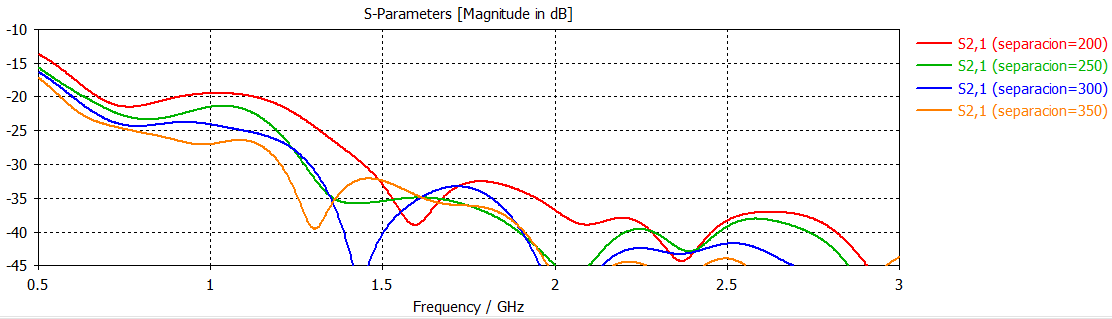 S-Parameters [Magnitude in dB]
-10
-15
-20
-25
-30
-35
-40
-45
0.5
1
1.5
2
2.5
3
Frequency / GHz
S2,1 (separacion=200)
S2,1 (separacion=250)
S2,1 (separacion=300)
S2,1 (separacion=350)